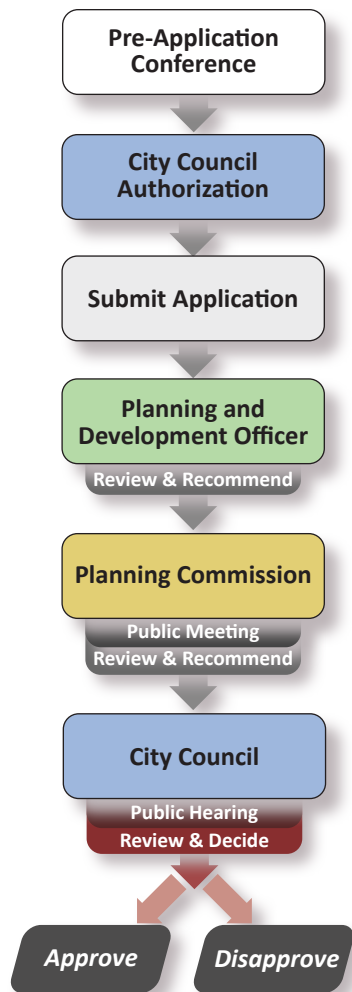 Pre-Application
Conference
City Council
Authorization
Submit Application
Planning and
Development Officer
Review & Recommend
Planning Commission
Public Meeting
Review & Recommend
City Council
Public Hearing
Review & Decide
Approve
Disapprove